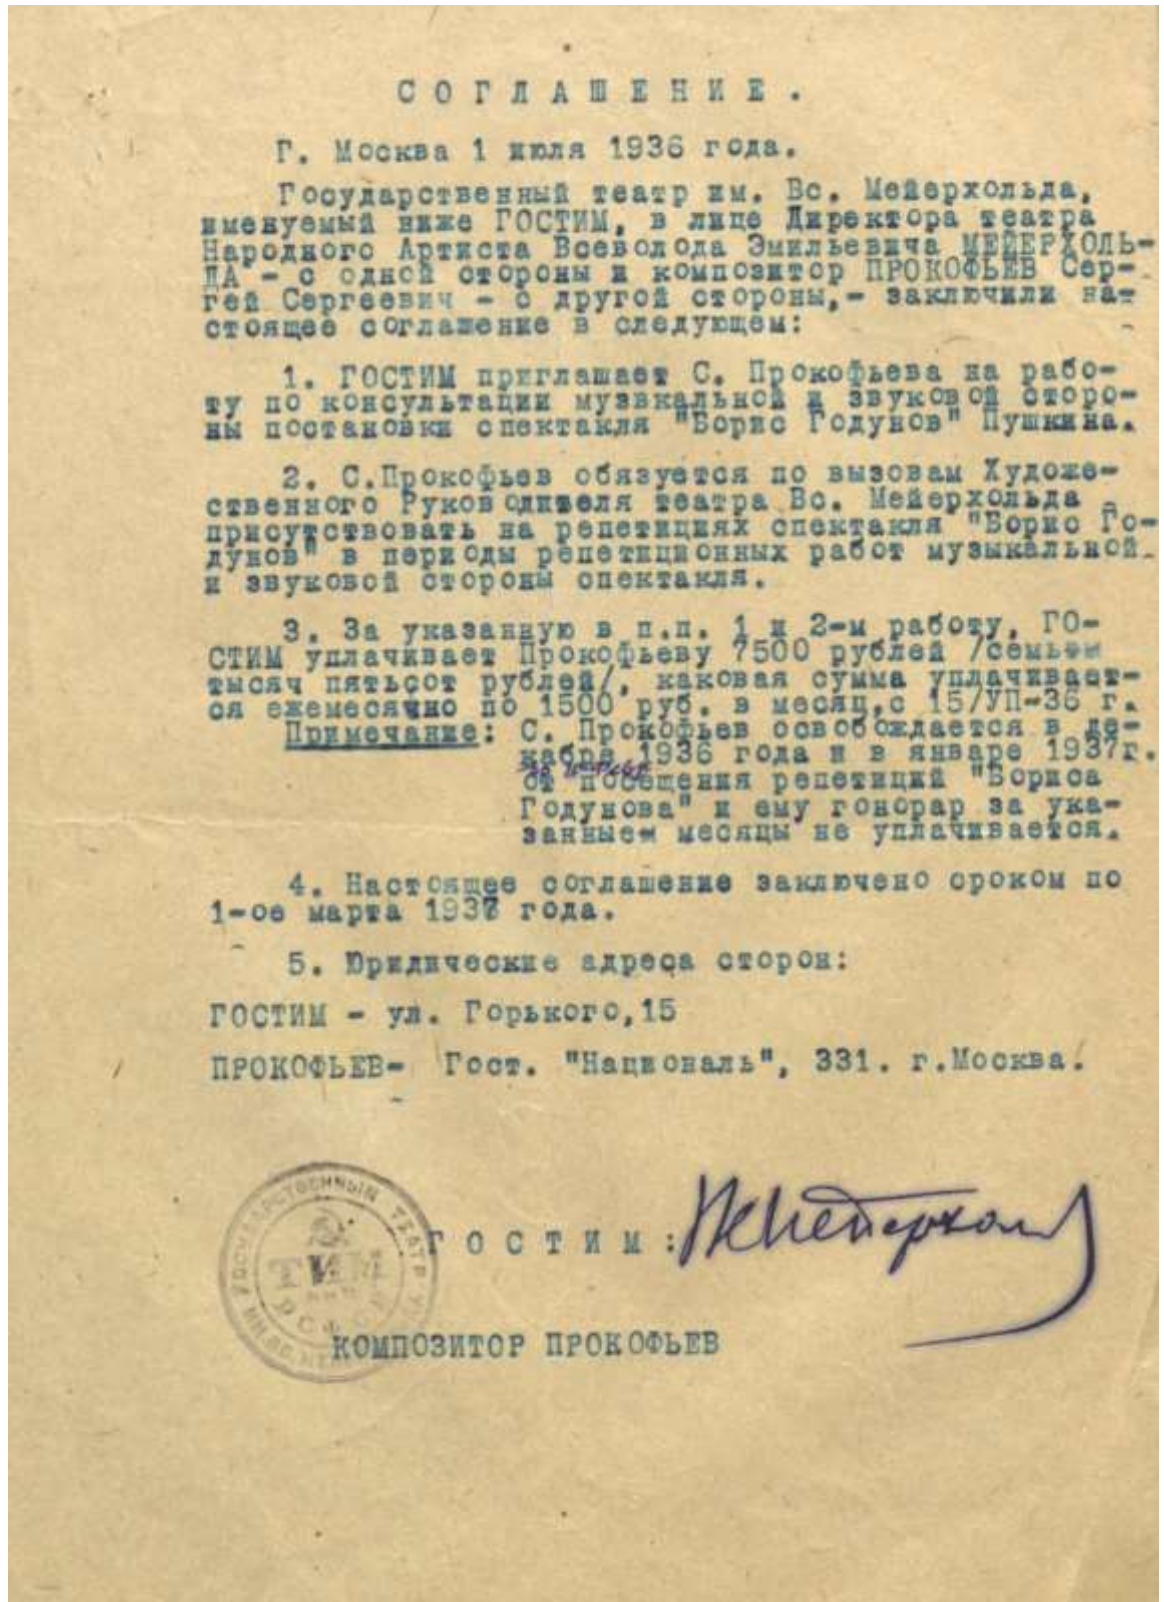 СОГЛАШЕНИЕ.
Г. Москва 1 июля 1936 года.
Государственный театр им. Вс. Мейерхольда,
именуемый ниже ГОСТИМ, в лице Директора театра
Народного Артиста Всеволода Эмильевича МЕЙЕРХОЛЬ-
ДА - с одной стороны и композитор ПРОКОФЬЕВ Сер-
гей Сергеевич - с другой стороны,- заключили на-
стоящее соглашение в следующем:
1. ГОСТИМ приглашает С. Прокофьева на рабо-
ту по консультации музыкальной и звуковой сторо-
ны постановки спектакля "Борис Годунов" Пушкина.
2. С.Прокофьев обязуется по вызовам Художе-
ственного Руководителя театра Вс. Мейерхольда
присутствовать на репетициях спектакля "Борис Го-
дунов" в периоды репетиционных работ музыкальной
и звуковой стороны спектакля.
3. За указанную в п.п. 1 и 2-м работу, ГО-
СТИМ уплачивает Прокофьеву 7500 рублей /семь
тысяч пятьсот рублей/, каковая сумма уплачивает-
ся ежемесячно по 1500 руб. в месяц,с 15/УП-36 г.
Примечание: С. Прокофьев освобождается в де-
кабре 1936 года и в январе 1937г.
от посещения репетиций "Бориса
Годунова" и ему гонорар за ука-
занные месяцы не уплачивается.
4. Настоящее соглашение заключено сроком по
1-ое марта 1937 года.
5. Юридические адреса сторон:
ГОСТИМ - ул. Горького,15
ПРОКОФЬЕВ- Гост. "Националь", 331. г.Москва.
ГОСУДАРСТВЕННЫЙ ТЕАТР
ГОСТИМ: Мейерхольд
КОМПОЗИТОР ПРОКОФЬЕВ